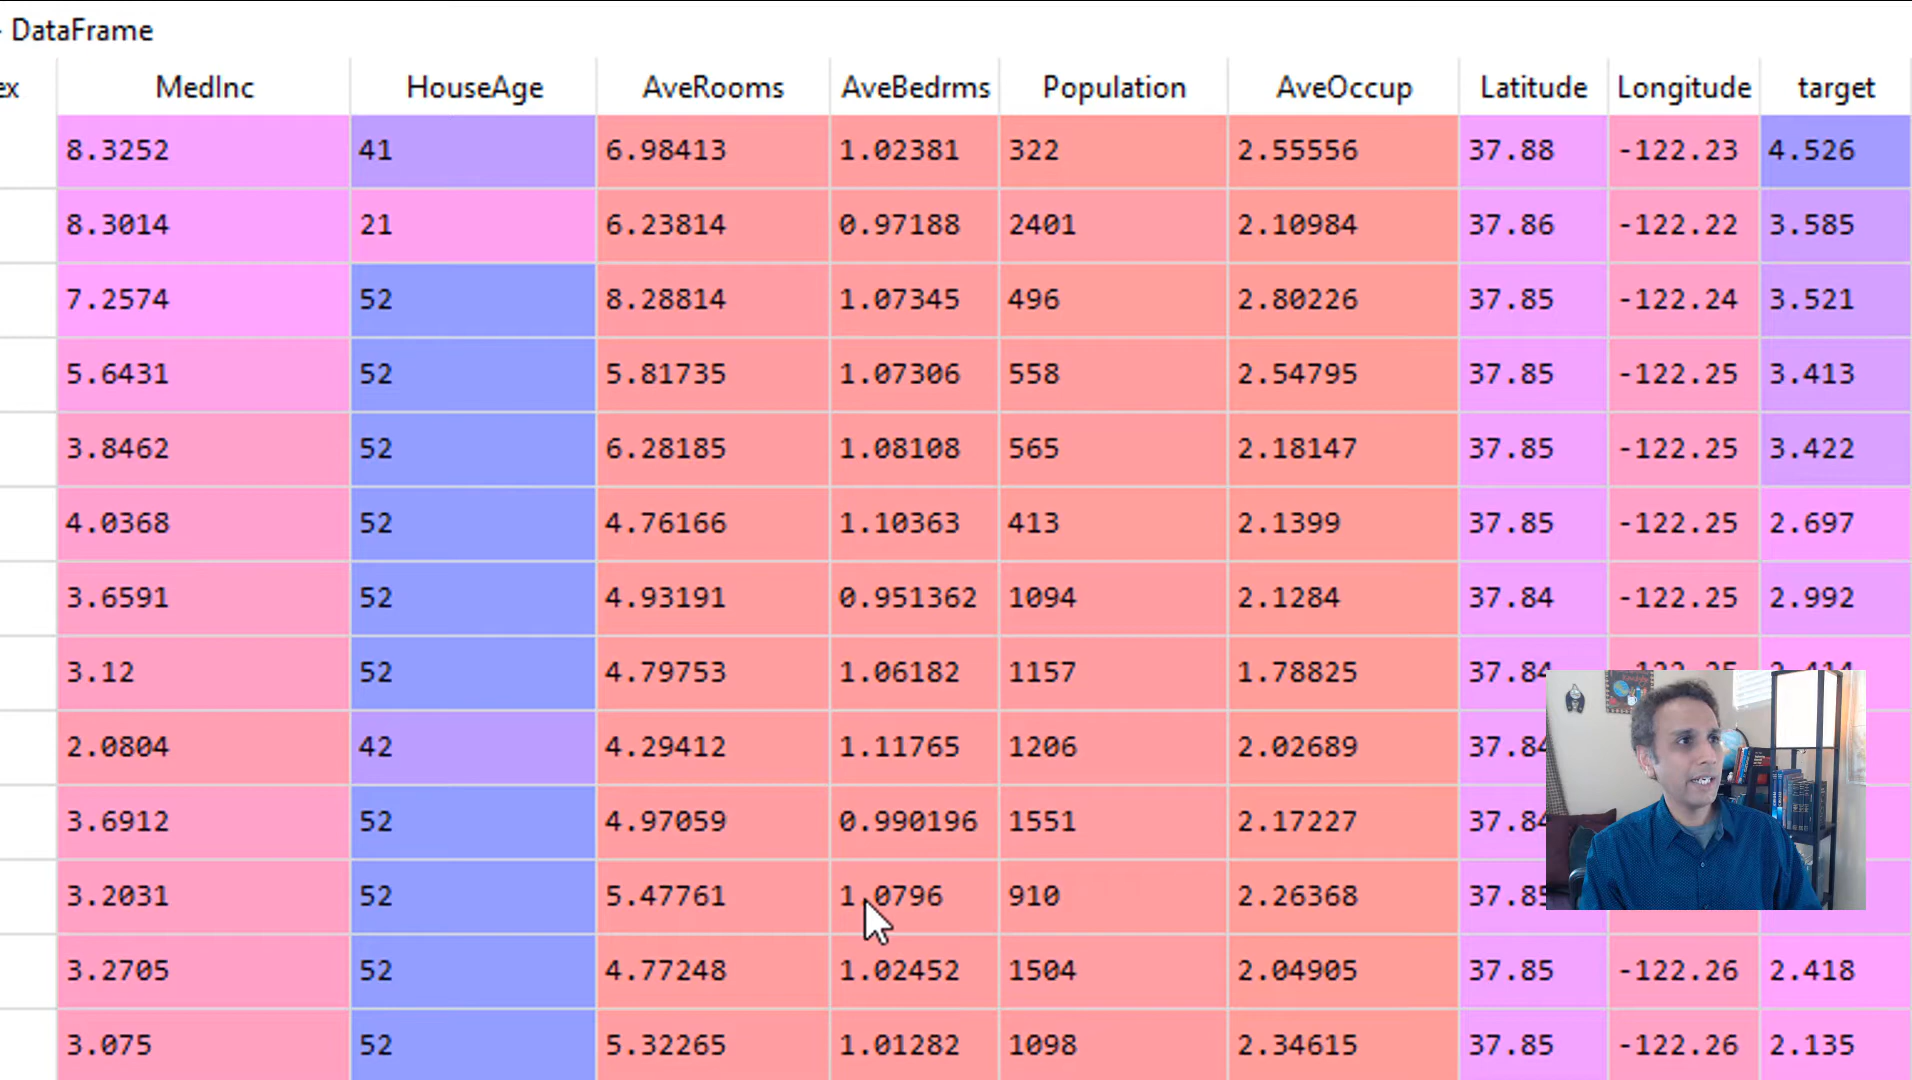 - DataFrame
ex MedInc HouseAge AveRooms AveBedrms Population AveOccup Latitude Longitude target
8.3252 41 6.98413 1.02381 322 2.55556 37.88 -122.23 4.526
8.3014 21 6.23814 0.97188 2401 2.10984 37.86 -122.22 3.585
7.2574 52 8.28814 1.07345 496 2.80226 37.85 -122.24 3.521
5.6431 52 5.81735 1.07306 558 2.54795 37.85 -122.25 3.413
3.8462 52 6.28185 1.08108 565 2.18147 37.85 -122.25 3.422
4.0368 52 4.76166 1.10363 413 2.1399 37.85 -122.25 2.697
3.6591 52 4.93191 0.951362 1094 2.1284 37.84 -122.25 2.992
3.12 52 4.79753 1.06182 1157 1.78825 37.84
2.0804 42 4.29412 1.11765 1206 2.02689 37.84
3.6912 52 4.97059 0.990196 1551 2.17227 37.84
3.2031 52 5.47761 1.0796 910 2.26368 37.85
3.2705 52 4.77248 1.02452 1504 2.04905 37.85 -122.26 2.418
3.075 52 5.32265 1.01282 1098 2.34615 37.85 -122.26 2.135